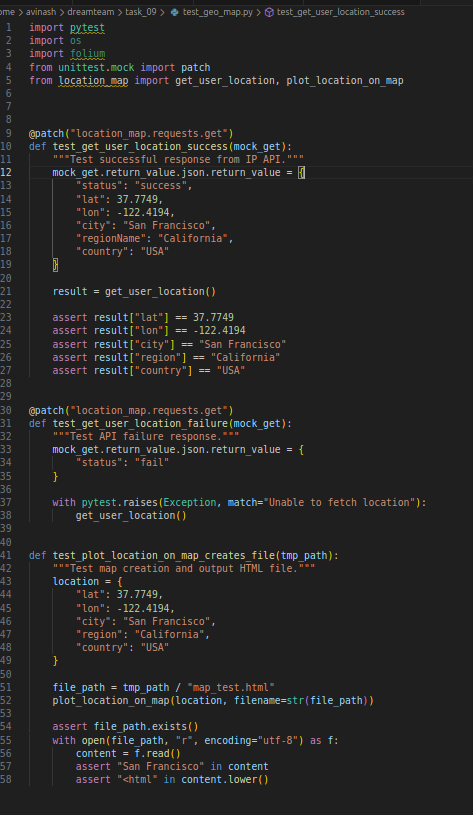 ome > avinash > dreamteam > task_09 > test_geo_map.py > test_get_user_location_success
1 import pytest
2 import os
3 import folium
4 from unittest.mock import patch
5 from location_map import get_user_location, plot_location_on_map
6
7
8
9 @patch("location_map.requests.get")
10 def test_get_user_location_success(mock_get):
11     """Test successful response from IP API."""
12     mock_get.return_value.json.return_value = {
13         "status": "success",
14         "lat": 37.7749,
15         "lon": -122.4194,
16         "city": "San Francisco",
17         "regionName": "California",
18         "country": "USA"
19     }
20
21     result = get_user_location()
22
23     assert result["lat"] == 37.7749
24     assert result["lon"] == -122.4194
25     assert result["city"] == "San Francisco"
26     assert result["region"] == "California"
27     assert result["country"] == "USA"
28
29
30 @patch("location_map.requests.get")
31 def test_get_user_location_failure(mock_get):
32     """Test API failure response."""
33     mock_get.return_value.json.return_value = {
34         "status": "fail"
35     }
36
37     with pytest.raises(Exception, match="Unable to fetch location"):
38         get_user_location()
39
40
41 def test_plot_location_on_map_creates_file(tmp_path):
42     """Test map creation and output HTML file."""
43     location = {
44         "lat": 37.7749,
45         "lon": -122.4194,
46         "city": "San Francisco",
47         "region": "California",
48         "country": "USA"
49     }
50
51     file_path = tmp_path / "map_test.html"
52     plot_location_on_map(location, filename=str(file_path))
53
54     assert file_path.exists()
55     with open(file_path, "r", encoding="utf-8") as f:
56         content = f.read()
57         assert "San Francisco" in content
58         assert "<html" in content.lower()